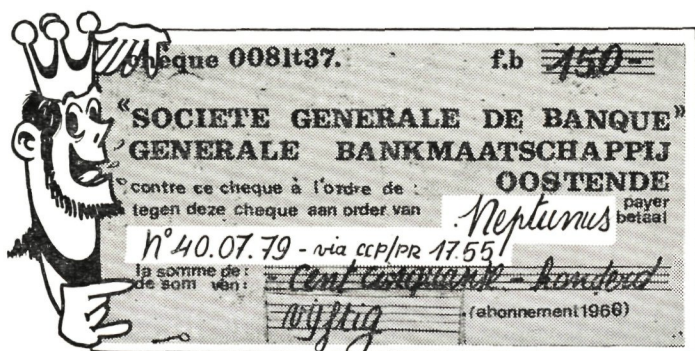 cheque 0081t37. f.b 150-
“SOCIETE GENERALE DE BANQUE”
GENERALE BANKMAATSCHAPPIJ
contre ce cheque à l'ordre de : OOSTENDE
tegen deze cheque aan order van Neptunus payer betaal
n° 40.07.79 - via CCP/PR 17.55
la somme de: - cent cinquante - honderd
de som van: vijftig (abonnement 1966)